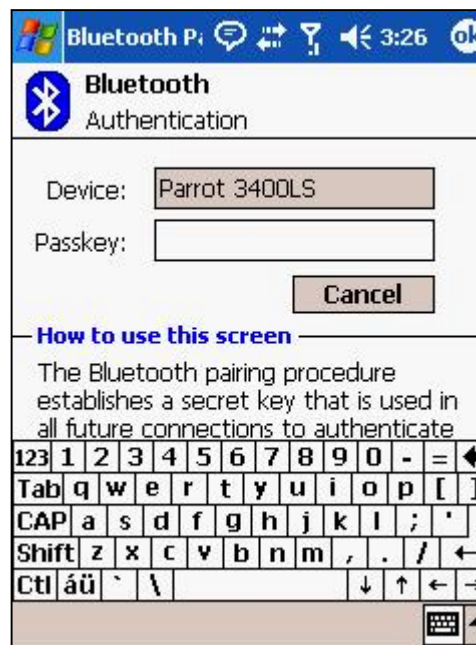 Bluetooth Pa 3:26 ok
Bluetooth
Authentication
Device: Parrot 3400LS
Passkey:
Cancel
How to use this screen
The Bluetooth pairing procedure
establishes a secret key that is used in
all future connections to authenticate
123 1 2 3 4 5 6 7 8 9 0 - =
Tab q w e r t y u i o p [ ]
CAP a s d f g h j k l ; '
Shift z x c v b n m , . /
Ctl áü ` \